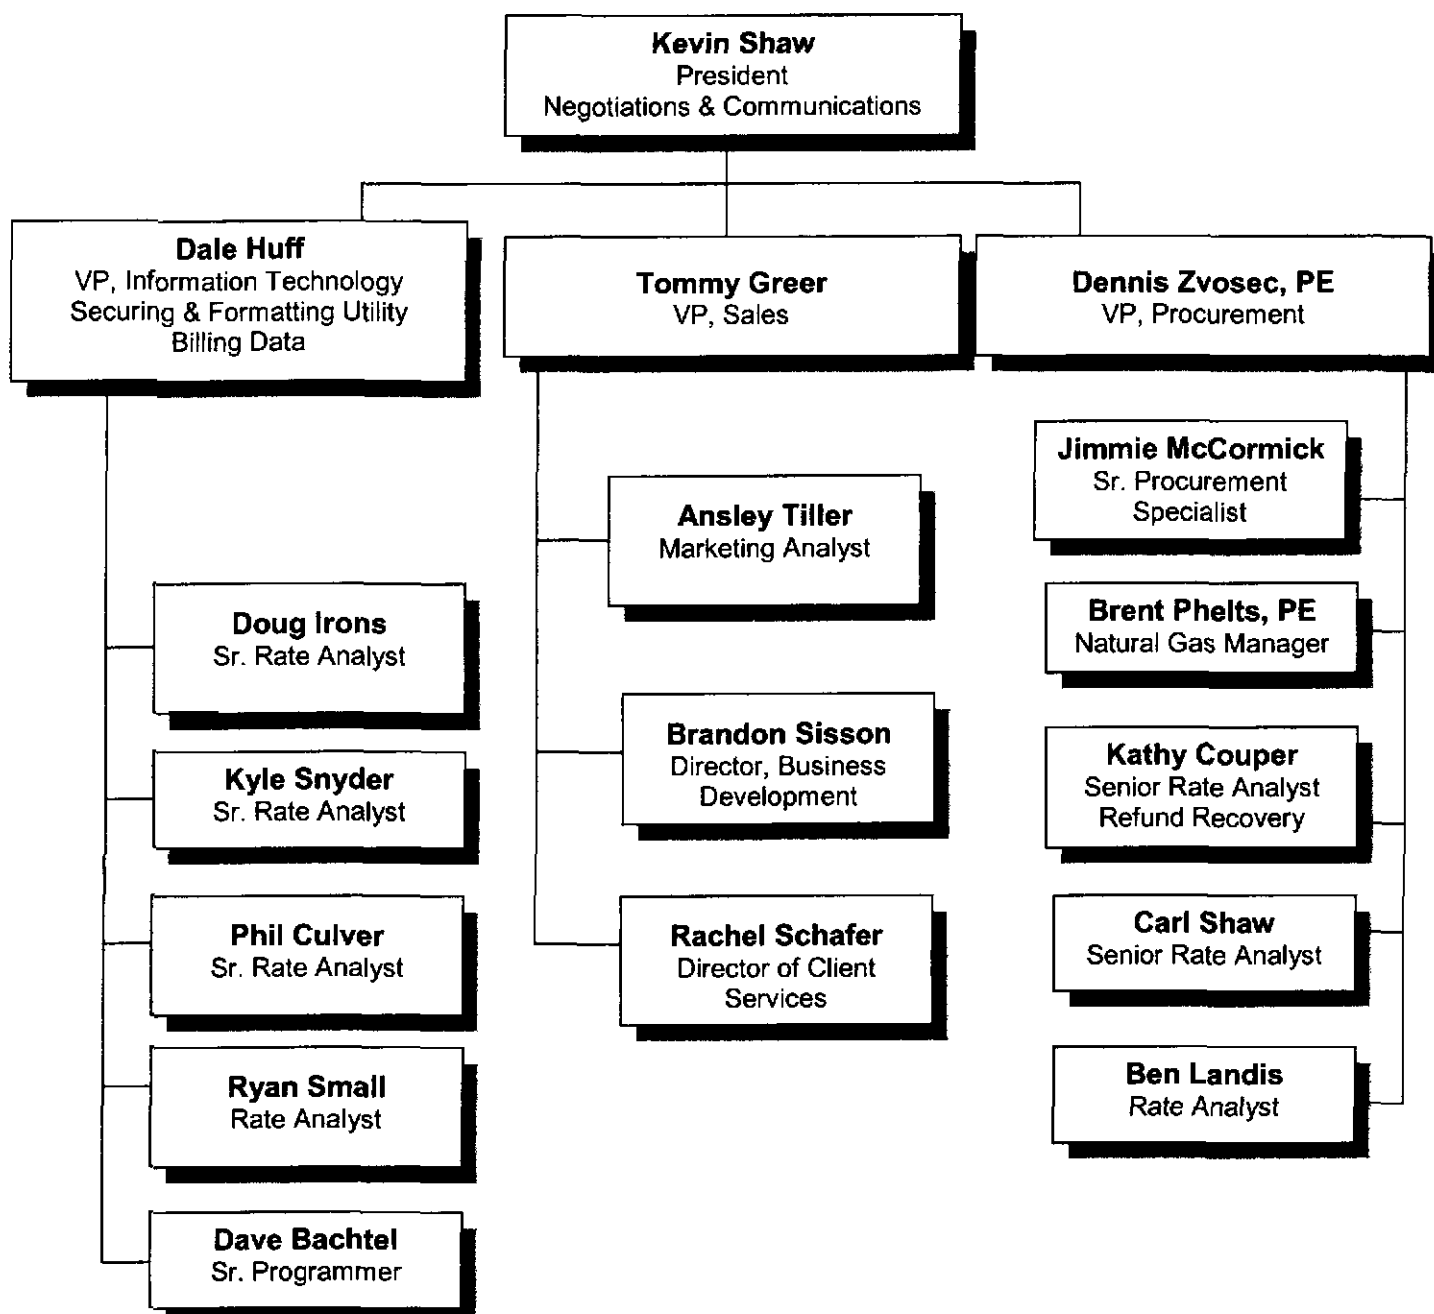 Kevin Shaw
President
Negotiations & Communications
Dale Huff
VP, Information Technology
Securing & Formatting Utility
Billing Data
Tommy Greer
VP, Sales
Dennis Zvosec, PE
VP, Procurement
Doug Irons
Sr. Rate Analyst
Kyle Snyder
Sr. Rate Analyst
Phil Culver
Sr. Rate Analyst
Ryan Small
Rate Analyst
Dave Bachtel
Sr. Programmer
Ansley Tiller
Marketing Analyst
Brandon Sisson
Director, Business
Development
Rachel Schafer
Director of Client
Services
Jimmie McCormick
Sr. Procurement
Specialist
Brent Phelts, PE
Natural Gas Manager
Kathy Couper
Senior Rate Analyst
Refund Recovery
Carl Shaw
Senior Rate Analyst
Ben Landis
Rate Analyst